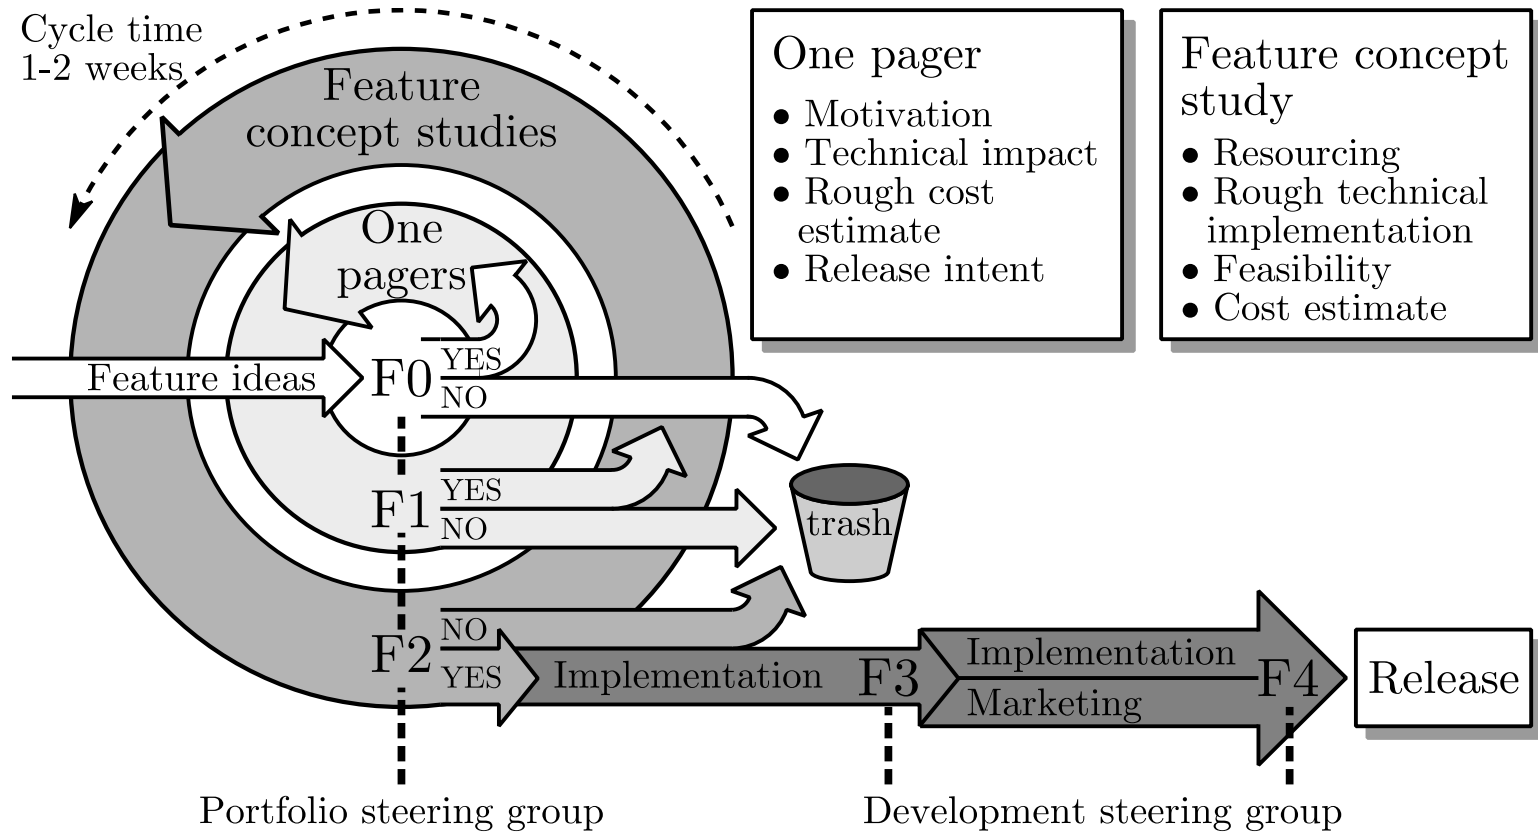 Cycle time
1-2 weeks
Feature
concept studies
One
pagers
Feature ideas
F0
YES
NO
F1
YES
NO
F2
NO
YES
trash
Implementation
F3
Implementation
Marketing
F4
Release
Portfolio steering group
Development steering group
One pager
● Motivation
● Technical impact
● Rough cost
estimate
● Release intent
Feature concept
study
● Resourcing
● Rough technical
implementation
● Feasibility
● Cost estimate